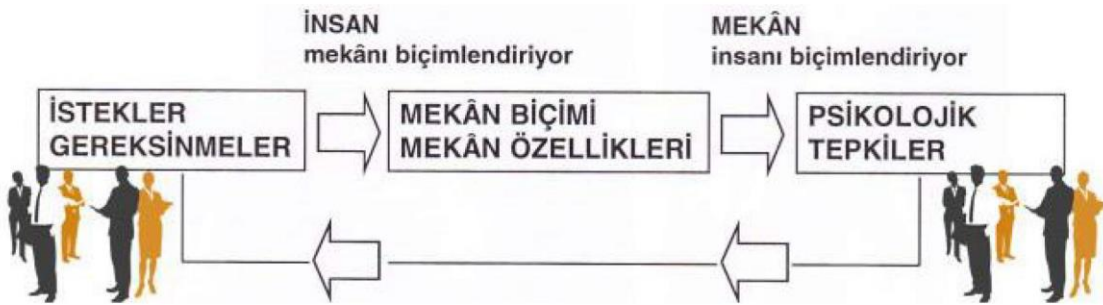 İNSAN
mekânı biçimlendiriyor
MEKÂN
insanı biçimlendiriyor
İSTEKLER
GEREKSİNMELER
MEKÂN BİÇİMİ
MEKÂN ÖZELLİKLERİ
PSİKOLOJİK
TEPKİLER